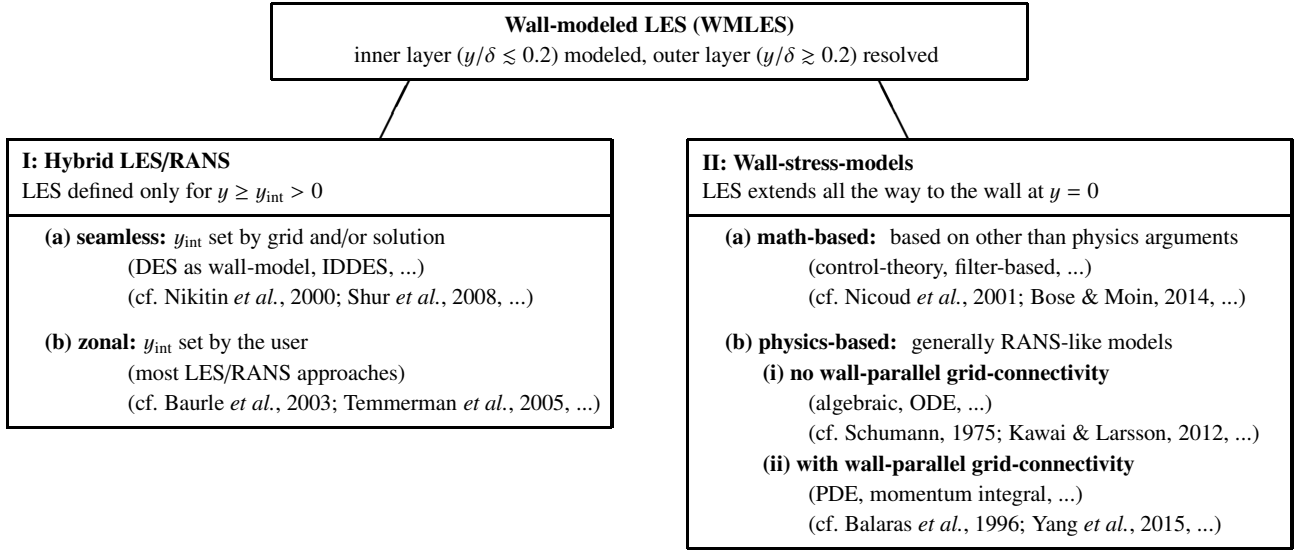 Wall-modeled LES (WMLES)
inner layer (y/δ ≲ 0.2) modeled, outer layer (y/δ ≳ 0.2) resolved
I: Hybrid LES/RANS
LES defined only for y ≥ y_int > 0
(a) seamless: y_int set by grid and/or solution
(DES as wall-model, IDDES, ...)
(cf. Nikitin et al., 2000; Shur et al., 2008, ...)
(b) zonal: y_int set by the user
(most LES/RANS approaches)
(cf. Baurle et al., 2003; Temmerman et al., 2005, ...)
II: Wall-stress-models
LES extends all the way to the wall at y = 0
(a) math-based: based on other than physics arguments
(control-theory, filter-based, ...)
(cf. Nicoud et al., 2001; Bose & Moin, 2014, ...)
(b) physics-based: generally RANS-like models
(i) no wall-parallel grid-connectivity
(algebraic, ODE, ...)
(cf. Schumann, 1975; Kawai & Larsson, 2012, ...)
(ii) with wall-parallel grid-connectivity
(PDE, momentum integral, ...)
(cf. Balaras et al., 1996; Yang et al., 2015, ...)